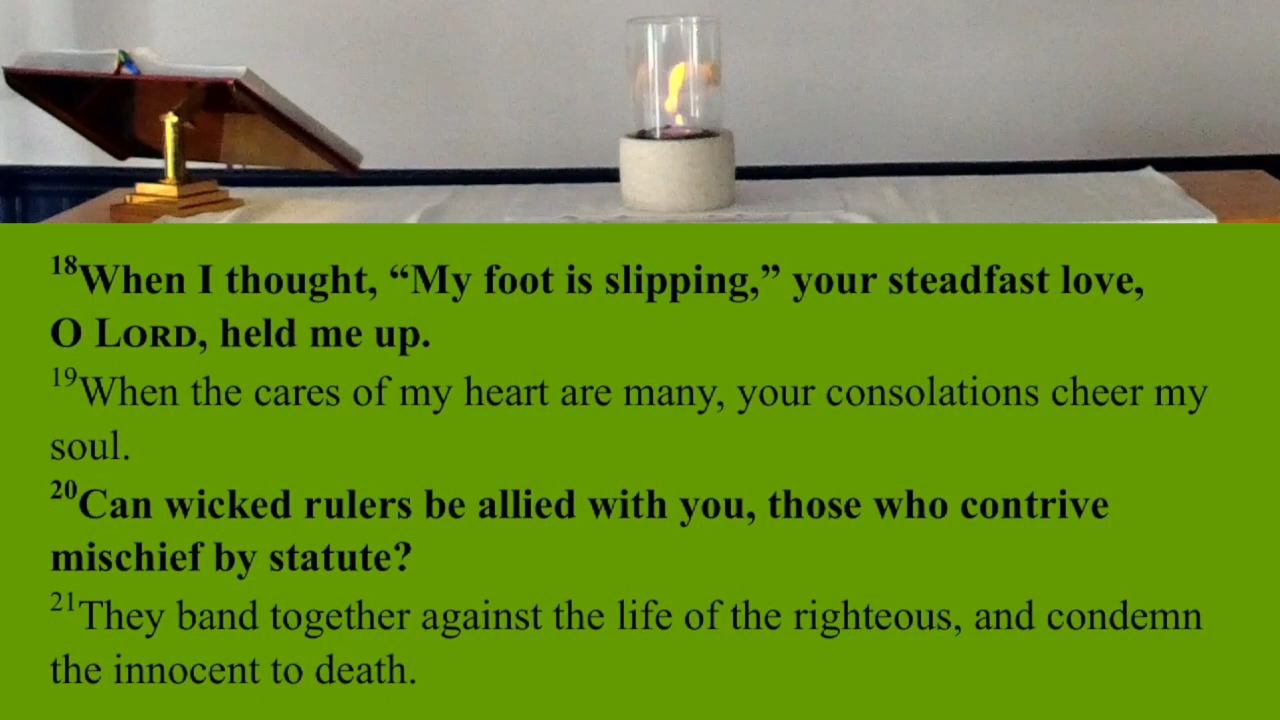 18When I thought, “My foot is slipping,” your steadfast love,
O LORD, held me up.
19When the cares of my heart are many, your consolations cheer my
soul.
20Can wicked rulers be allied with you, those who contrive
mischief by statute?
21They band together against the life of the righteous, and condemn
the innocent to death.